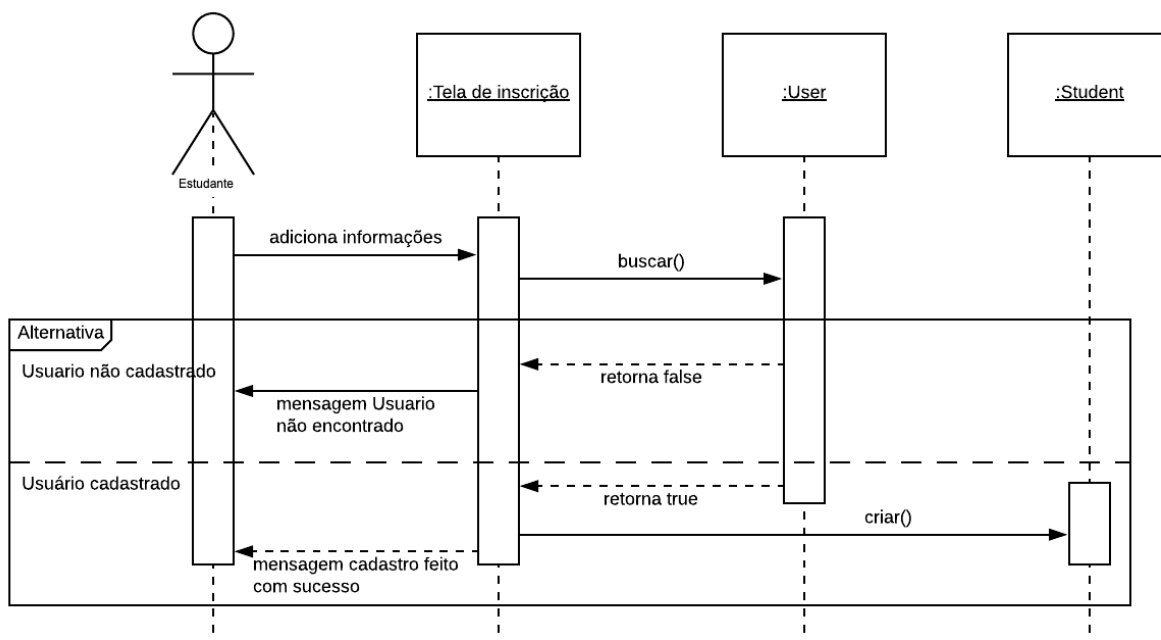 :Tela de inscrição
:User
:Student
Estudante
adiciona informações
buscar()
Alternativa
Usuario não cadastrado
retorna false
mensagem Usuario
não encontrado
Usuário cadastrado
retorna true
criar()
mensagem cadastro feito
com sucesso